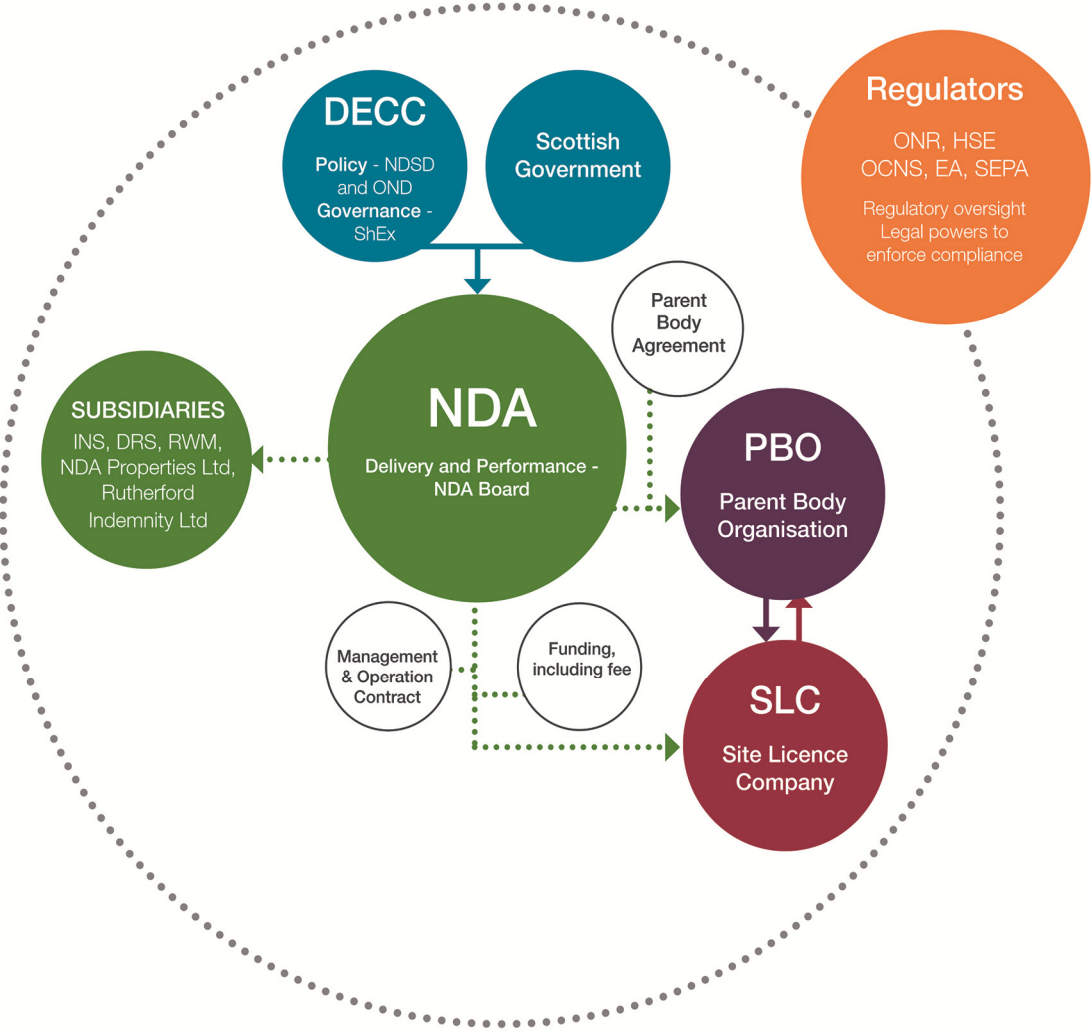 DECC
Policy - NDSD
and OND
Governance -
ShEx
Scottish
Government
Regulators
ONR, HSE
OCNS, EA, SEPA
Regulatory oversight
Legal powers to
enforce compliance
Parent
Body
Agreement
SUBSIDIARIES
INS, DRS, RWM,
NDA Properties Ltd,
Rutherford
Indemnity Ltd
NDA
Delivery and Performance -
NDA Board
PBO
Parent Body
Organisation
Management
& Operation
Contract
Funding,
including fee
SLC
Site Licence
Company